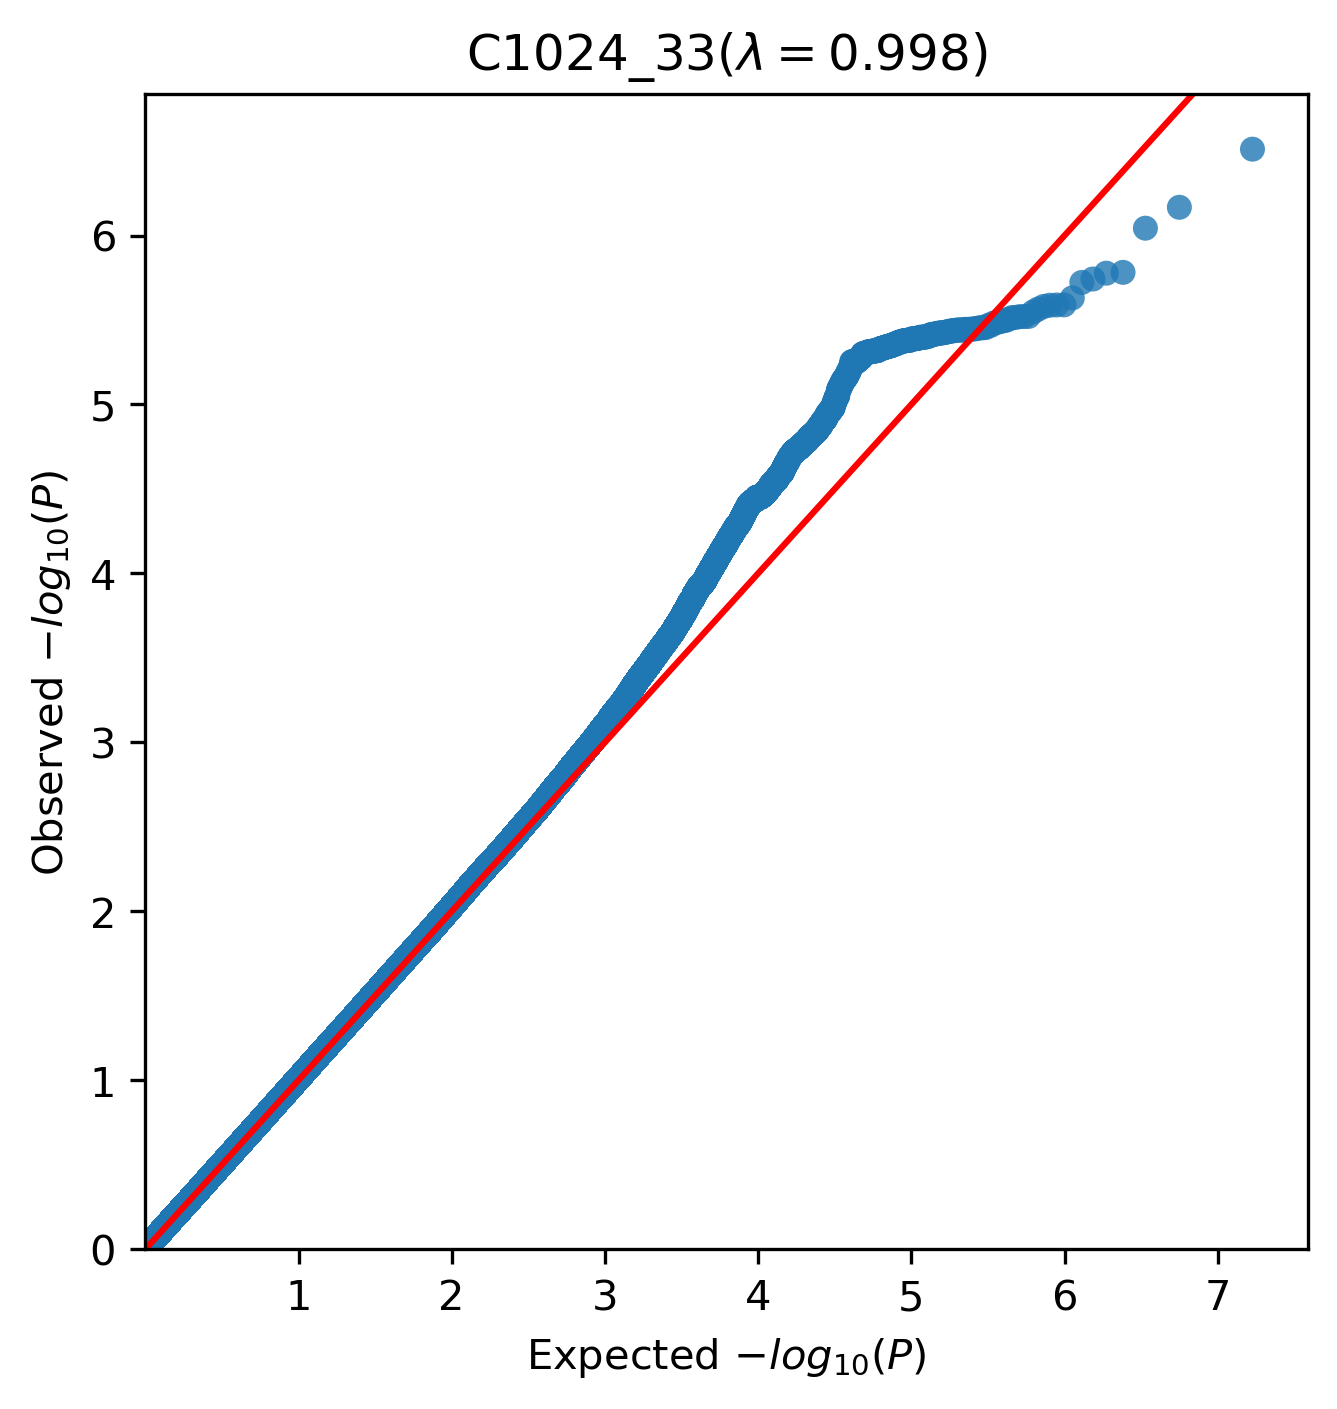 C1024_33(λ = 0.998)
Observed −log10(P)
6
5
4
3
2
1
0
1 2 3 4 5 6 7
Expected −log10(P)